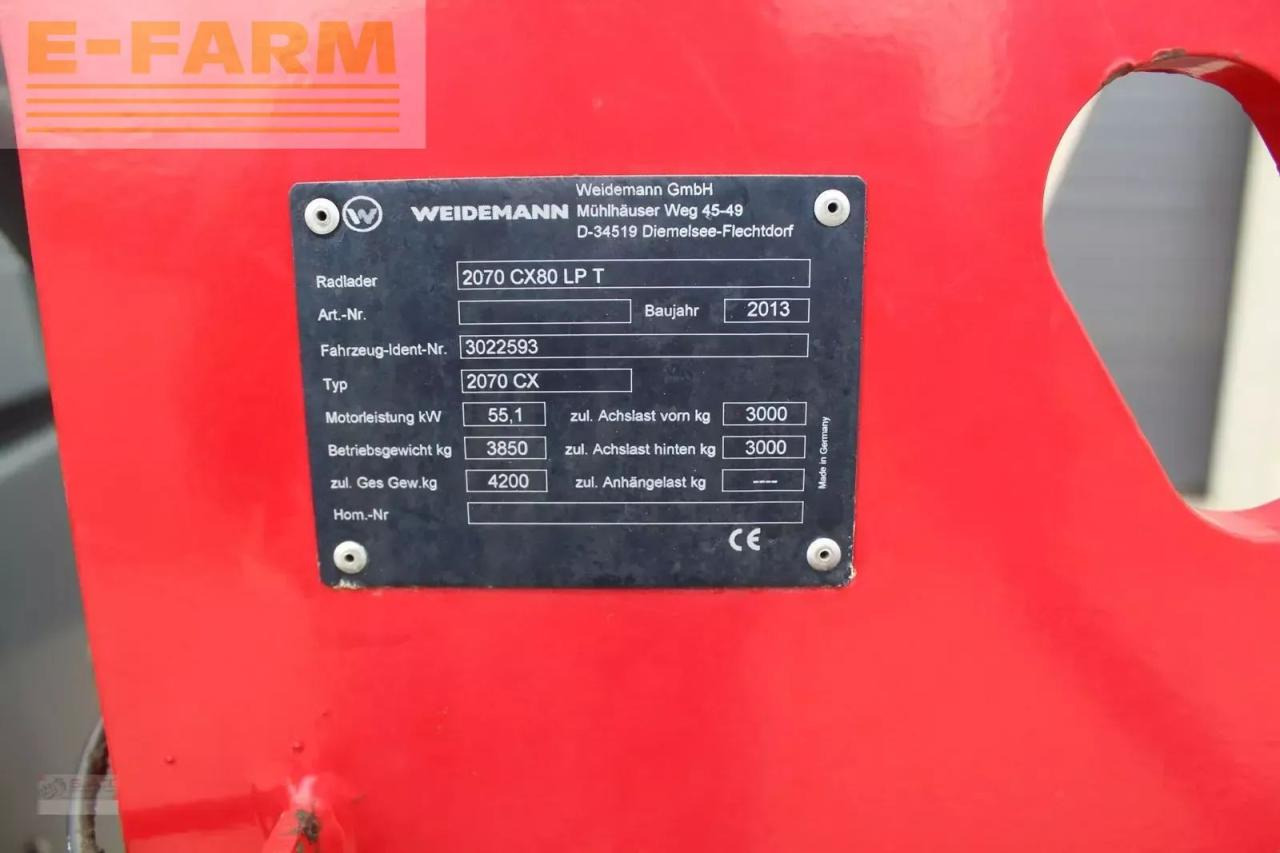 E-FARM
Weidemann GmbH
W WEIDEMANN Mühlhäuser Weg 45-49
D-34519 Diemelsee-Flechtdorf
Radlader 2070 CX80 LP T
Art.-Nr. Baujahr 2013
Fahrzeug-Ident-Nr. 3022593
Typ 2070 CX
Motorleistung kW 55,1 zul. Achslast vorn kg 3000
Betriebsgewicht kg 3850 zul. Achslast hinten kg 3000
zul. Ges Gew.kg 4200 zul. Anhängelast kg ----
Hom.-Nr
CE
Made in Germany